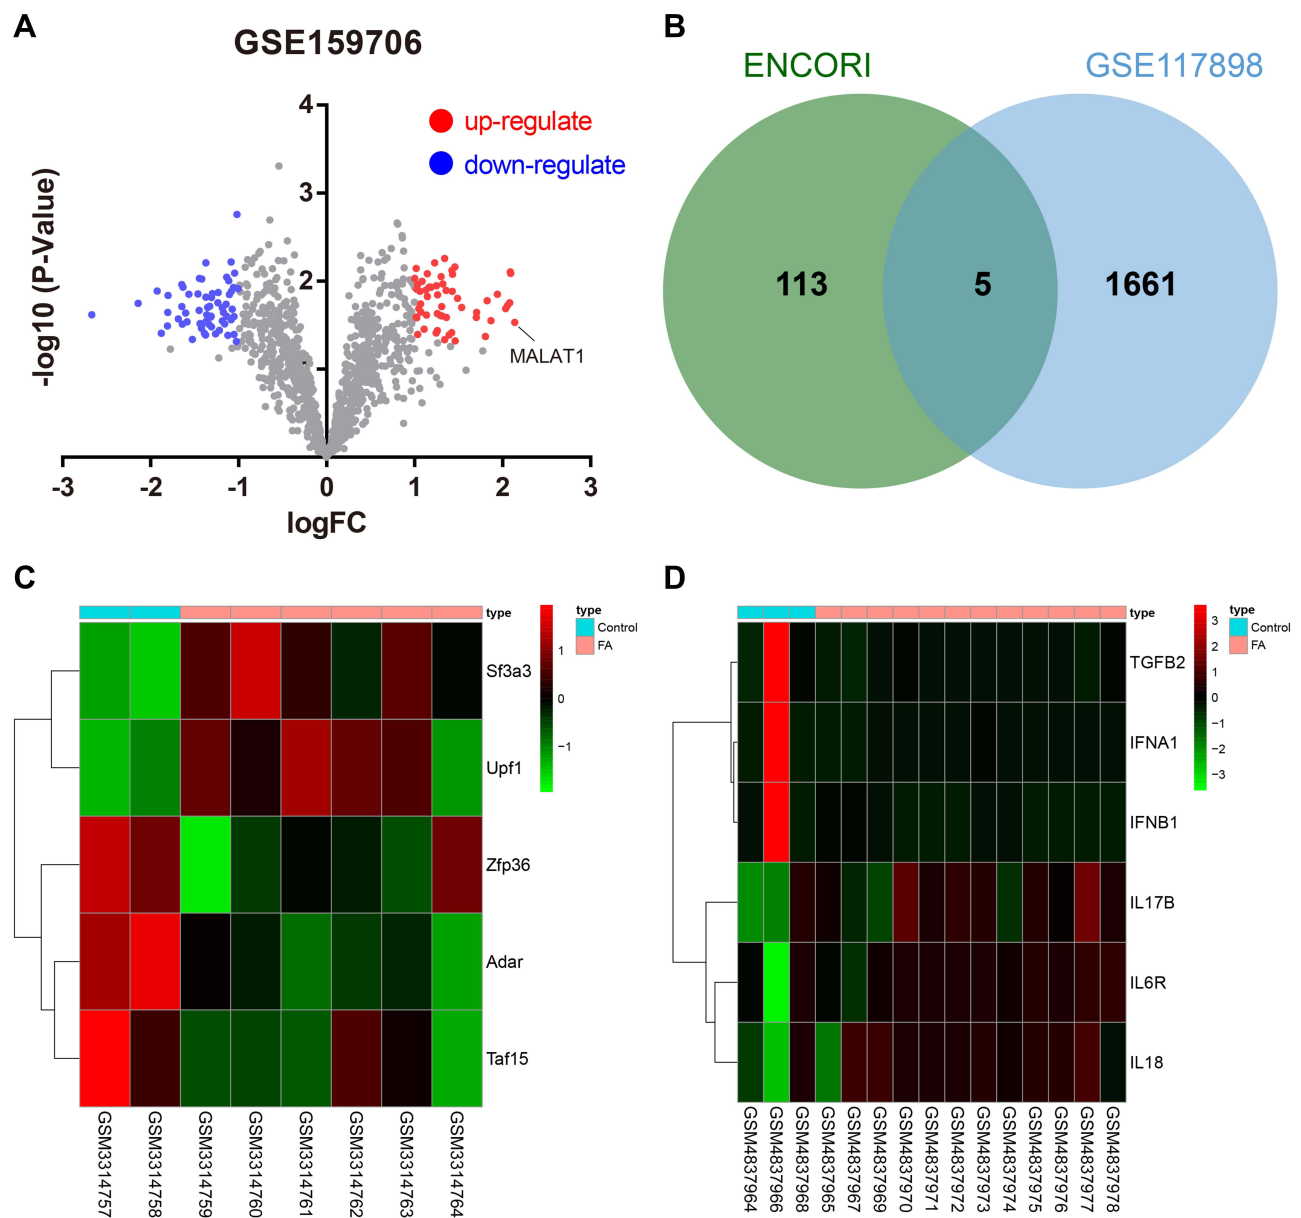 A
GSE159706
-log10 (P-Value)
4
3
2
up-regulate
down-regulate
MALAT1
-3 -2 -1 0 1 2 3
logFC
B
ENCORI GSE117898
113 5 1661
C
type
Sf3a3
Upf1
Zfp36
Adar
Taf15
1
0
−1
type
Control
FA
GSM3314757
GSM3314758
GSM3314759
GSM3314760
GSM3314761
GSM3314762
GSM3314763
GSM3314764
D
type
TGFB2
IFNA1
IFNB1
IL17B
IL6R
IL18
3
2
1
0
−1
−2
−3
type
Control
FA
GSM4837964
GSM4837966
GSM4837968
GSM4837965
GSM4837967
GSM4837969
GSM4837970
GSM4837971
GSM4837972
GSM4837973
GSM4837974
GSM4837975
GSM4837976
GSM4837977
GSM4837978